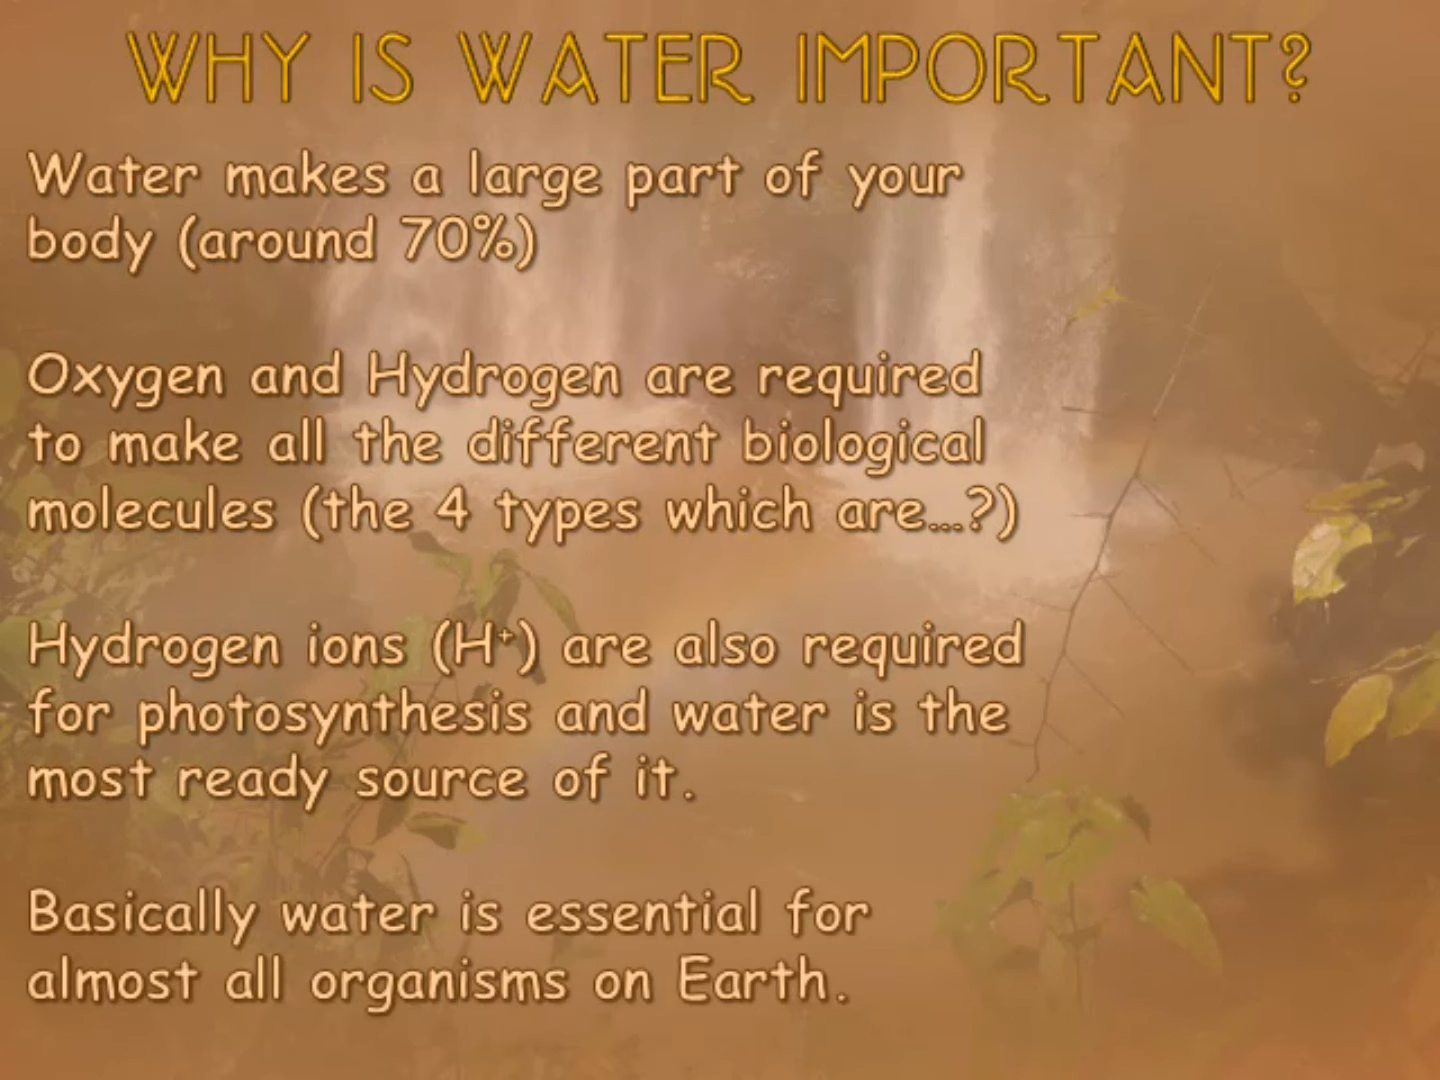 WHY IS WATER IMPORTANT?
Water makes a large part of your
body (around 70%)
Oxygen and Hydrogen are required
to make all the different biological
molecules (the 4 types which are…?)
Hydrogen ions (H⁺) are also required
for photosynthesis and water is the
most ready source of it.
Basically water is essential for
almost all organisms on Earth.